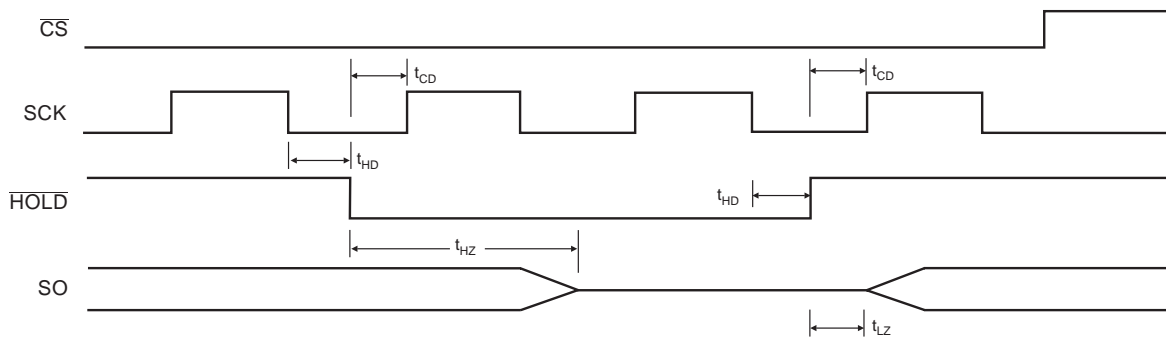 CS
t_CD
t_CD
SCK
t_HD
HOLD
t_HD
t_HZ
SO
t_LZ